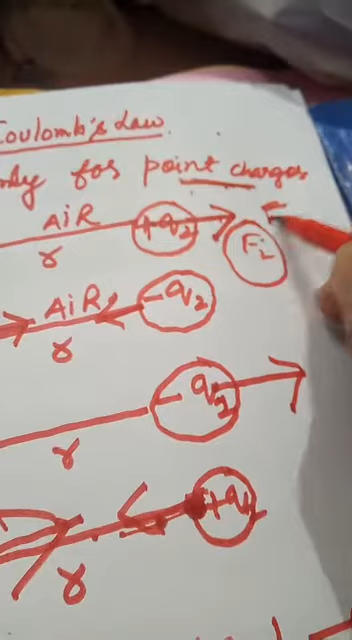 Coulomb's Law
only for point charges
AiR +q2
r F2
AiR -q2
r
-q2
r
+q2
r